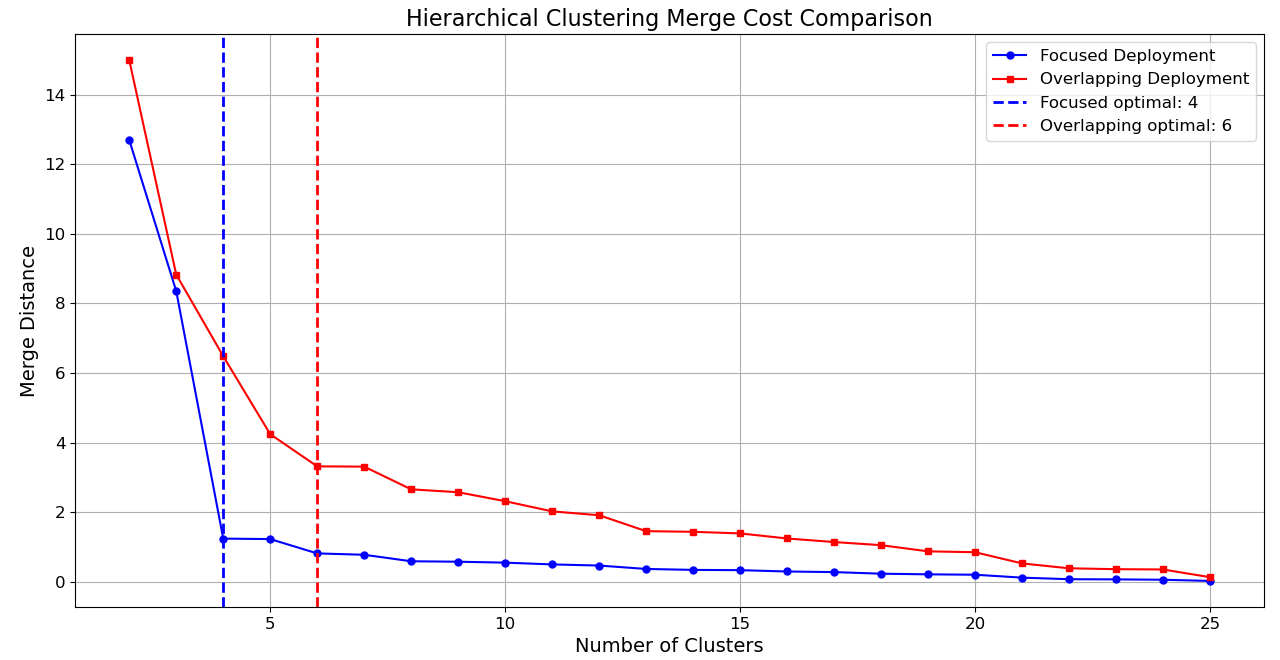 Hierarchical Clustering Merge Cost Comparison
Focused Deployment
Overlapping Deployment
Focused optimal: 4
Overlapping optimal: 6
Merge Distance
14
12
10
8
6
4
2
0
5
10
15
20
25
Number of Clusters